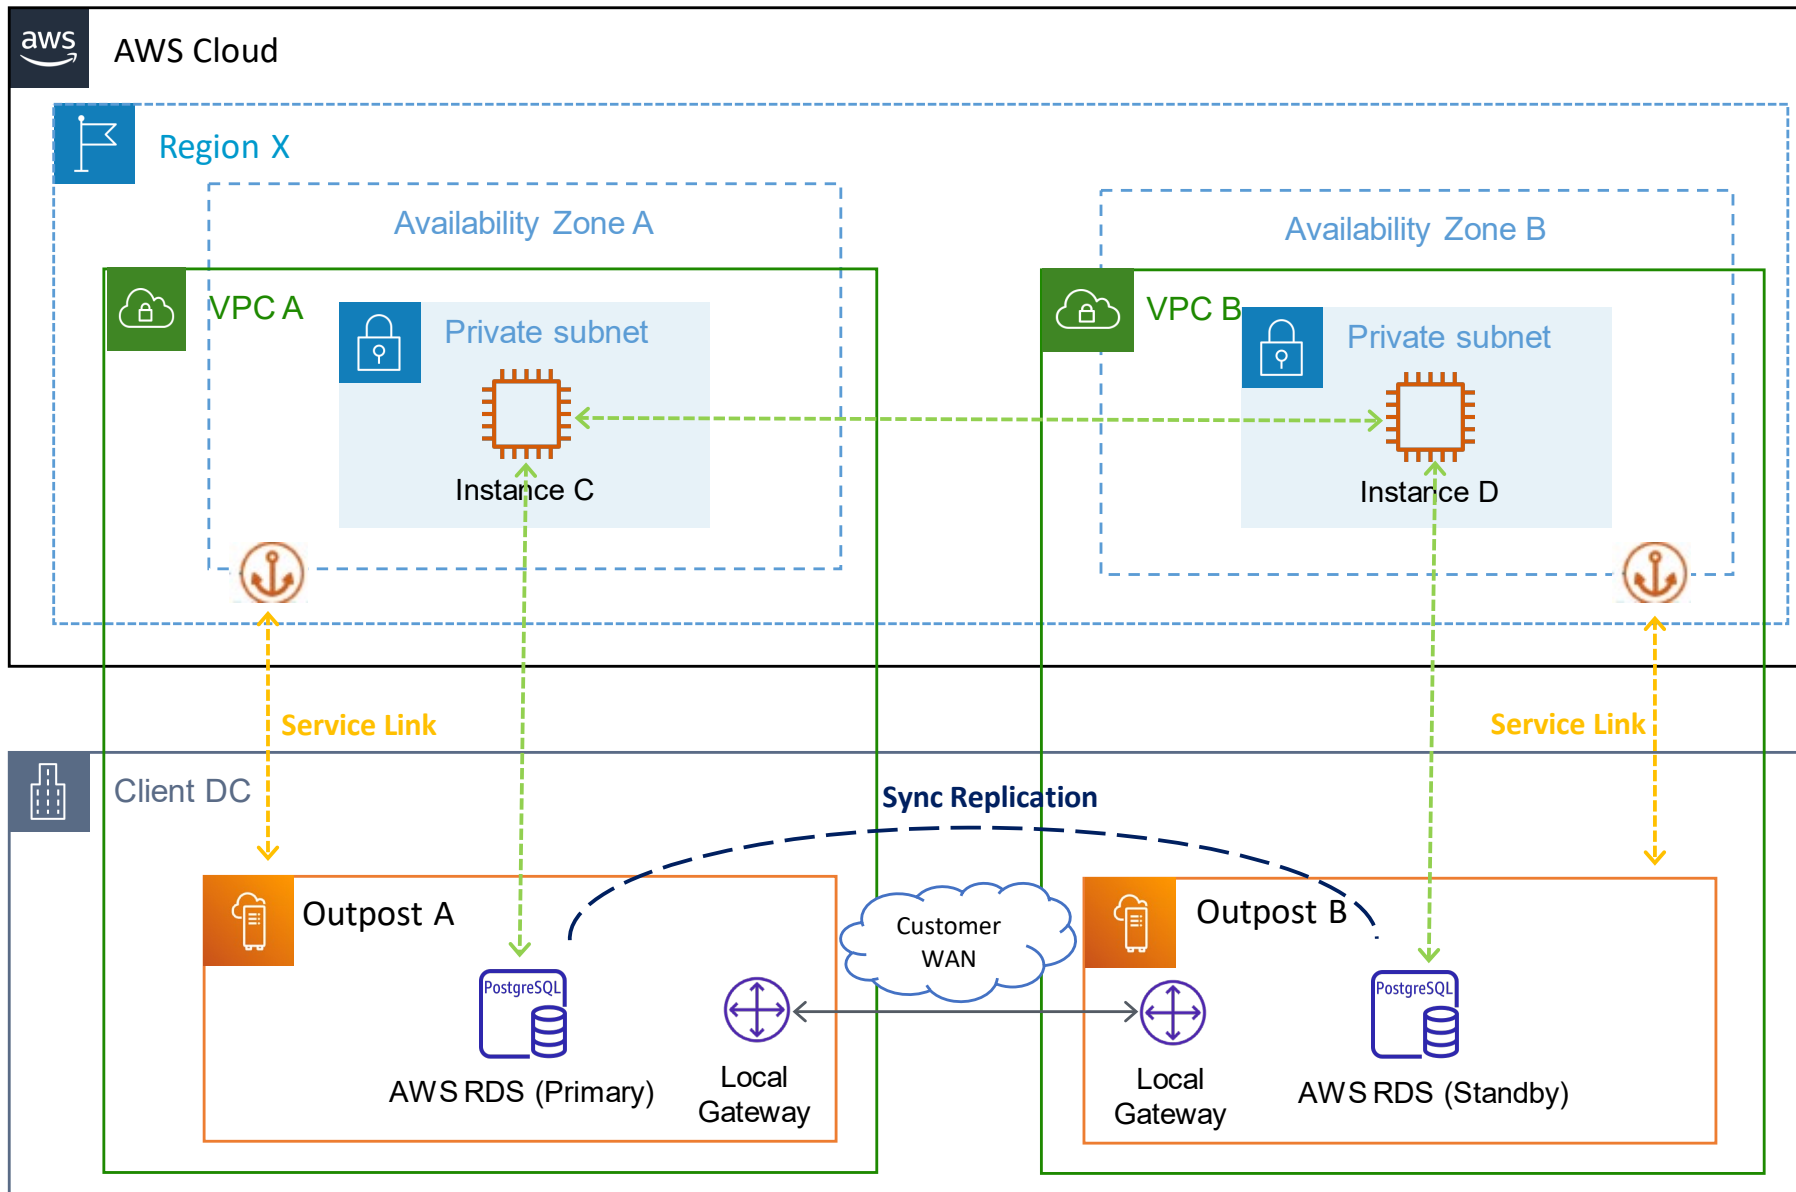 aws
AWS Cloud
Region X
Availability Zone A
Availability Zone B
VPC A
Private subnet
VPC B
Private subnet
Instance C
Instance D
Service Link
Service Link
Client DC
Sync Replication
Outpost A
Customer
WAN
Outpost B
PostgreSQL
PostgreSQL
AWS RDS (Primary)
Local
Gateway
Local
Gateway
AWS RDS (Standby)